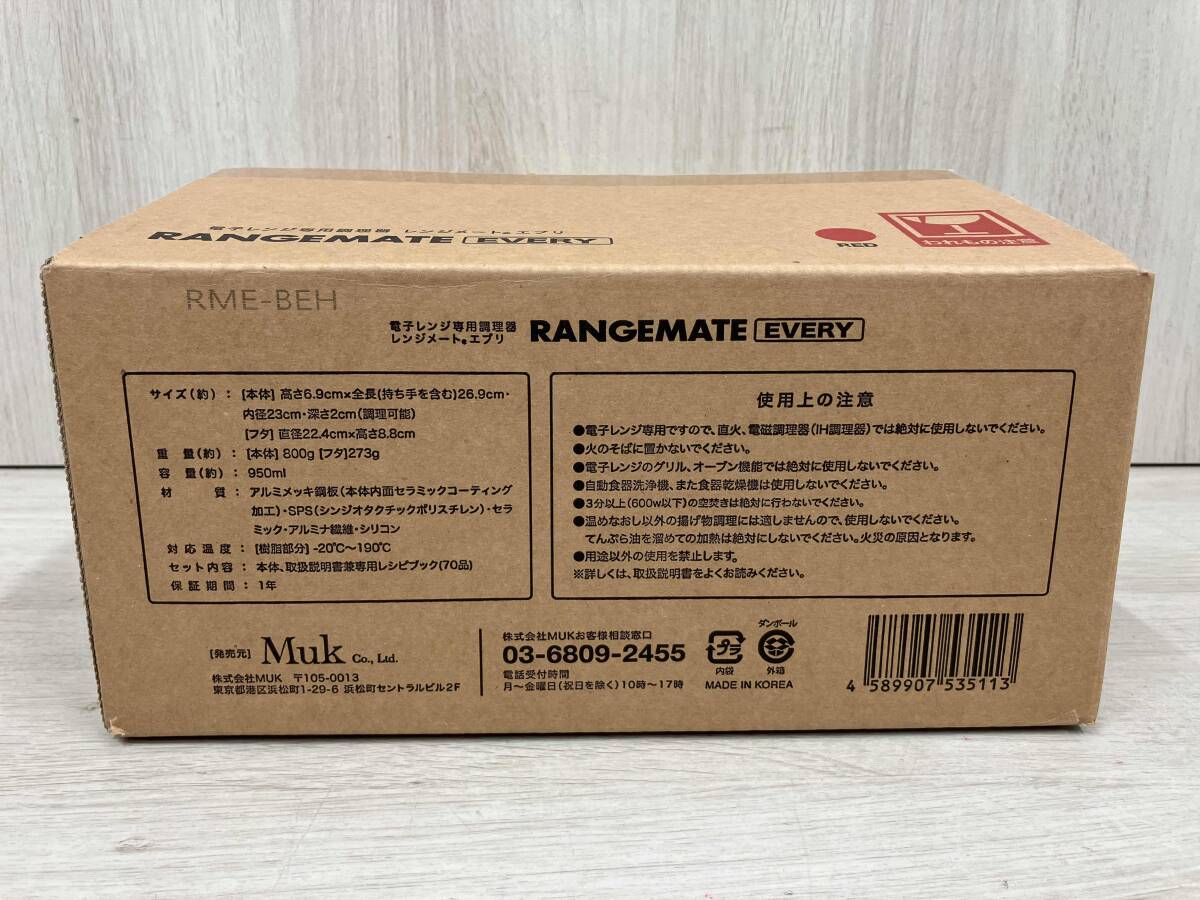 電子レンジ専用調理器 レンジメート®エブリ
RANGEMATE EVERY
RED
われもの注意
RME-BEH
電子レンジ専用調理器
レンジメート®エブリ
RANGEMATE EVERY
サイズ(約)： [本体] 高さ6.9cm×全長(持ち手を含む)26.9cm・
内径23cm・深さ2cm(調理可能)
[フタ] 直径22.4cm×高さ8.8cm
重量(約)： [本体] 800g [フタ]273g
容量(約)： 950ml
材質： アルミメッキ鋼板(本体内面セラミックコーティング
加工)・SPS(シンジオタクチックポリスチレン)・セラ
ミック・アルミナ繊維・シリコン
対応温度： [樹脂部分] -20℃～190℃
セット内容： 本体、取扱説明書兼専用レシピブック(70品)
保証期間： 1年
使用上の注意
●電子レンジ専用ですので、直火、電磁調理器(IH調理器)では絶対に使用しないでください。
●火のそばに置かないでください。
●電子レンジのグリル、オーブン機能では絶対に使用しないでください。
●自動食器洗浄機、また食器乾燥機は使用しないでください。
●3分以上(600w以下)の空焚きは絶対に行わないでください。
●温めなおし以外の揚げ物調理には適しませんので、使用しないでください。
てんぷら油を溜めての加熱は絶対にしないでください。火災の原因となります。
●用途以外の使用を禁止します。
※詳しくは、取扱説明書をよくお読みください。
[発売元] Muk Co., Ltd.
株式会社MUK 〒105-0013
東京都港区浜松町1-29-6 浜松町セントラルビル2F
株式会社MUKお客様相談窓口
03-6809-2455
電話受付時間
月～金曜日(祝日を除く)10時～17時
プラ
内袋
ダンボール
外箱
MADE IN KOREA
4 589907 535113